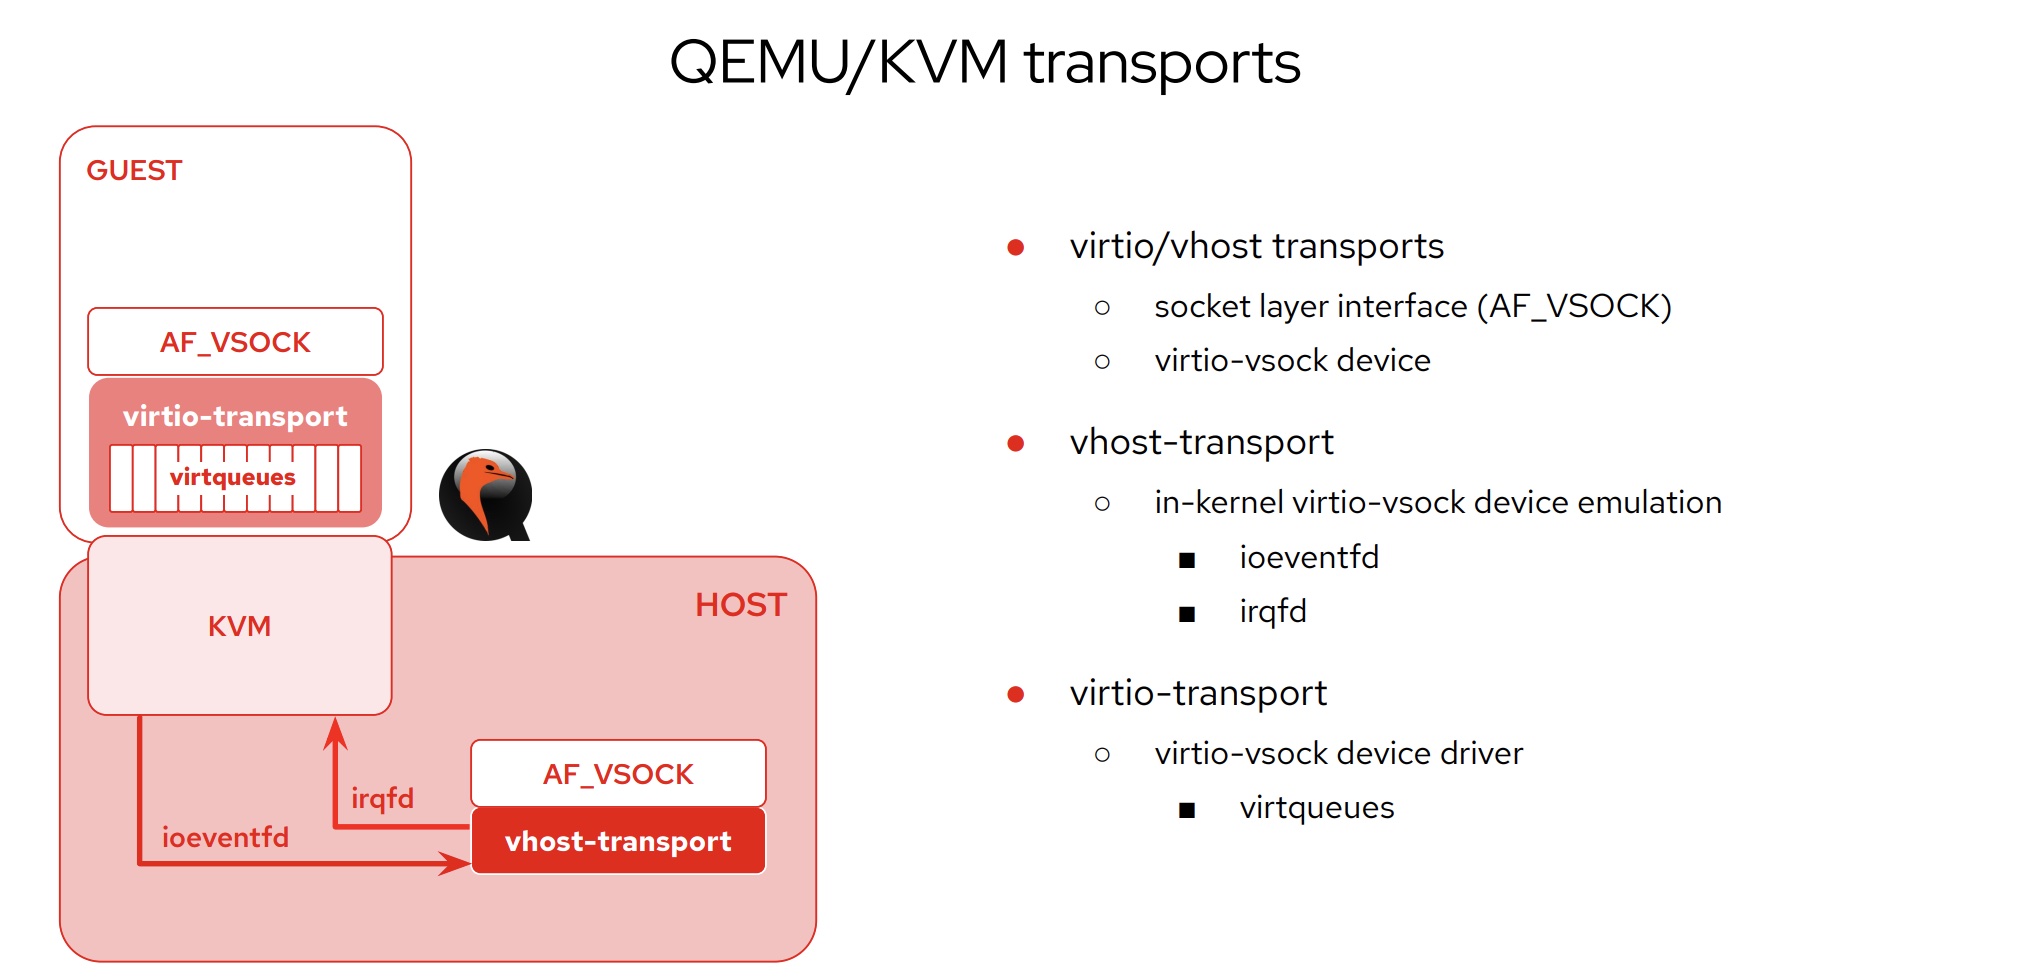 QEMU/KVM transports
GUEST
AF_VSOCK
virtio-transport
virtqueues
KVM
HOST
irqfd
ioeventfd
AF_VSOCK
vhost-transport
● virtio/vhost transports
○ socket layer interface (AF_VSOCK)
○ virtio-vsock device
● vhost-transport
○ in-kernel virtio-vsock device emulation
■ ioeventfd
■ irqfd
● virtio-transport
○ virtio-vsock device driver
■ virtqueues